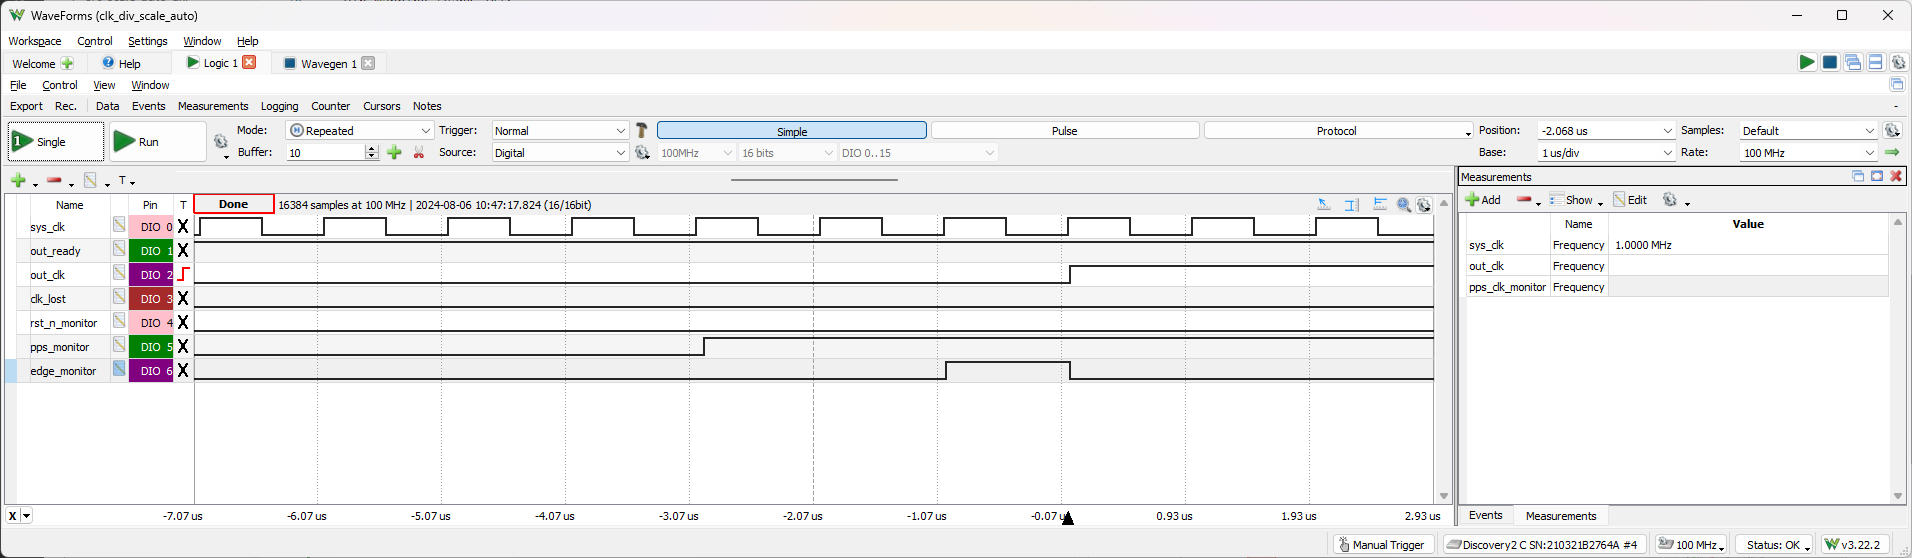 WaveForms (clk_div_scale_auto)
Workspace Control Settings Window Help
Welcome Help Logic 1 Wavegen 1
File Control View Window
Export Rec. Data Events Measurements Logging Counter Cursors Notes
Single Run Mode: Repeated Trigger: Normal Simple Pulse Protocol Position: -2.068 us Samples: Default
Buffer: 10 Source: Digital 100MHz 16 bits DIO 0..15 Base: 1 us/div Rate: 100 MHz
T
Name Pin T Done 16384 samples at 100 MHz | 2024-08-06 10:47:17.824 (16/16bit)
sys_clk DIO 0 X
out_ready DIO 1 X
out_clk DIO 2
clk_lost DIO 3 X
rst_n_monitor DIO 4 X
pps_monitor DIO 5 X
edge_monitor DIO 6 X
X -7.07 us -6.07 us -5.07 us -4.07 us -3.07 us -2.07 us -1.07 us -0.07 us 0.93 us 1.93 us 2.93 us
Measurements
Add Show Edit
Name Value
sys_clk Frequency 1.0000 MHz
out_clk Frequency
pps_clk_monitor Frequency
Events Measurements
Manual Trigger Discovery2 C SN:210321B2764A #4 100 MHz Status: OK v3.22.2